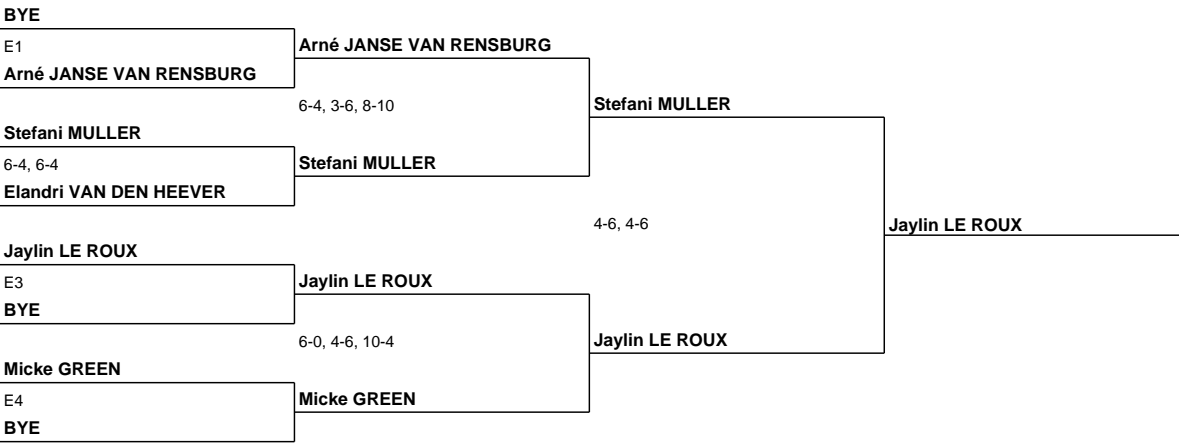 BYE
E1
Arné JANSE VAN RENSBURG
Arné JANSE VAN RENSBURG
6-4, 3-6, 8-10
Stefani MULLER
Stefani MULLER
6-4, 6-4
Stefani MULLER
Elandri VAN DEN HEEVER
4-6, 4-6
Jaylin LE ROUX
Jaylin LE ROUX
E3
Jaylin LE ROUX
BYE
6-0, 4-6, 10-4
Jaylin LE ROUX
Micke GREEN
E4
Micke GREEN
BYE